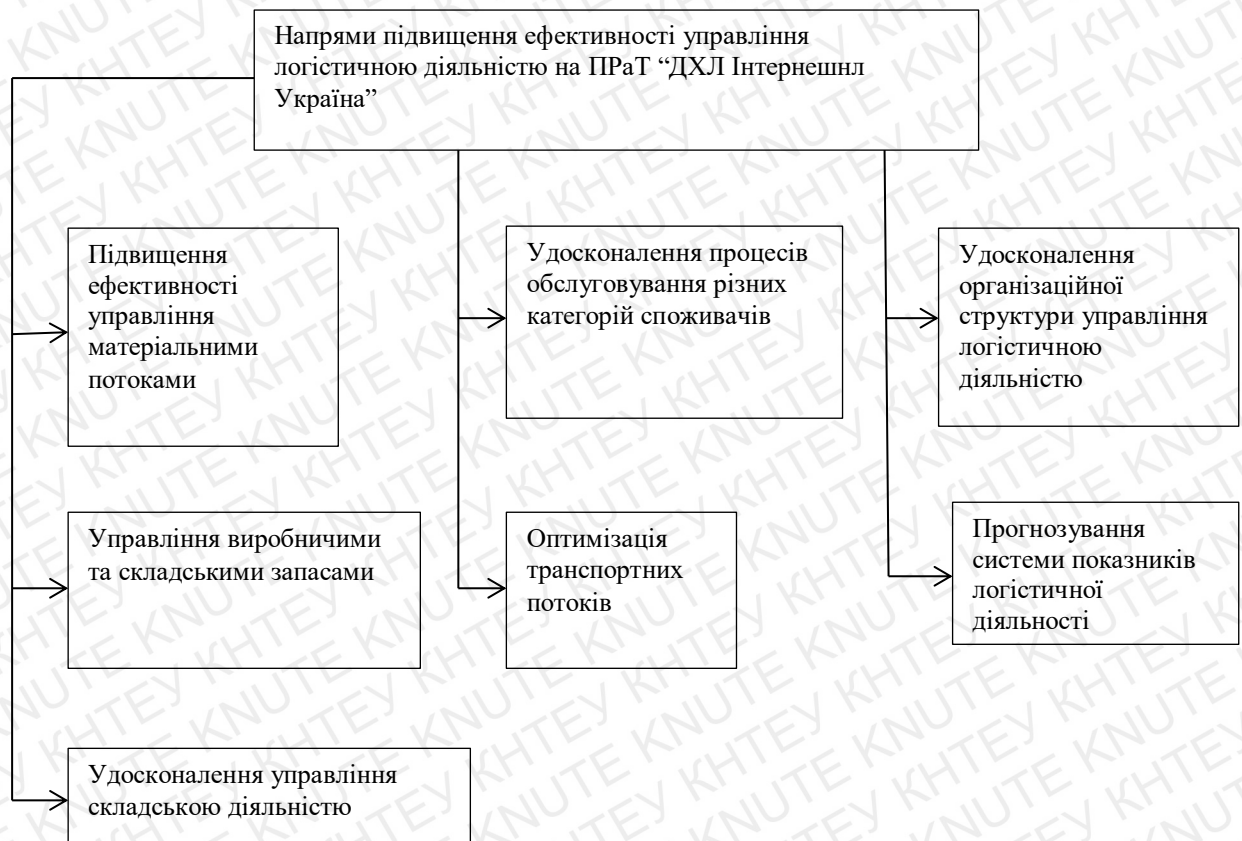 Напрями підвищення ефективності управління
логістичною діяльністю на ПРаТ “ДХЛ Інтернешнл
Україна”
Підвищення
ефективності
управління
матеріальними
потоками
Удосконалення процесів
обслуговування різних
категорій споживачів
Удосконалення
організаційної
структури управління
логістичною
діяльністю
Управління виробничими
та складськими запасами
Оптимізація
транспортних
потоків
Прогнозування
системи показників
логістичної
діяльності
Удосконалення управління
складською діяльністю